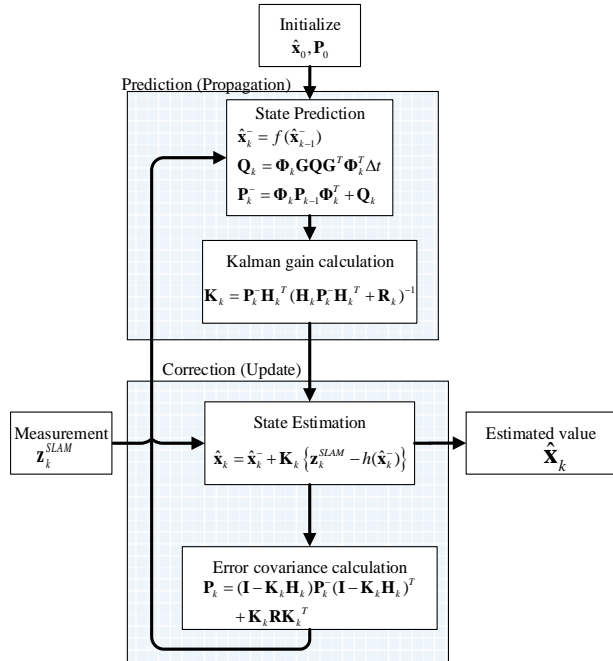 Initialize
x̂₀, P₀
Prediction (Propagation)
State Prediction
x̂ₖ⁻ = f(x̂ₖ₋₁⁻)
Qₖ = ΦₖGQGᵀΦₖᵀΔt
Pₖ⁻ = ΦₖPₖ₋₁Φₖᵀ + Qₖ
Kalman gain calculation
Kₖ = Pₖ⁻Hₖᵀ(HₖPₖ⁻Hₖᵀ + Rₖ)⁻¹
Correction (Update)
Measurement
zₖ^SLAM
State Estimation
x̂ₖ = x̂ₖ⁻ + Kₖ{zₖ^SLAM − h(x̂ₖ⁻)}
Estimated value
x̂ₖ
Error covariance calculation
Pₖ = (I − KₖHₖ)Pₖ⁻(I − KₖHₖ)ᵀ
+ KₖRKₖᵀ